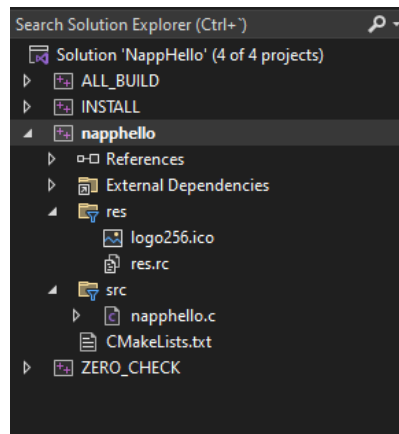 Search Solution Explorer (Ctrl+`)
Solution 'NappHello' (4 of 4 projects)
ALL_BUILD
INSTALL
napphello
References
External Dependencies
res
logo256.ico
res.rc
src
napphello.c
CMakeLists.txt
ZERO_CHECK